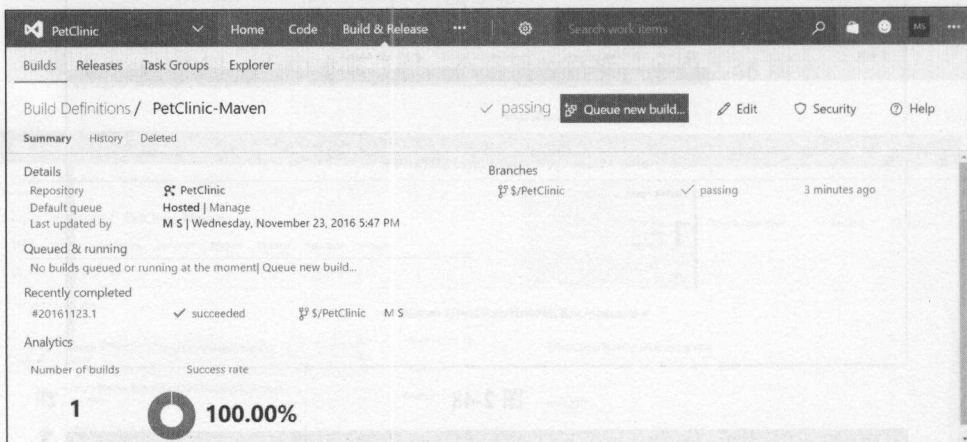 PetClinic Home Code Build & Release ••• Search work items MS •••
Builds Releases Task Groups Explorer
Build Definitions / PetClinic-Maven ✓ passing Queue new build... Edit Security Help
Summary History Deleted
Details Branches
Repository PetClinic $/PetClinic ✓ passing 3 minutes ago
Default queue Hosted | Manage
Last updated by M S | Wednesday, November 23, 2016 5:47 PM
Queued & running
No builds queued or running at the moment| Queue new build...
Recently completed
#20161123.1 ✓ succeeded $/PetClinic M S
Analytics
Number of builds Success rate
1 100.00%